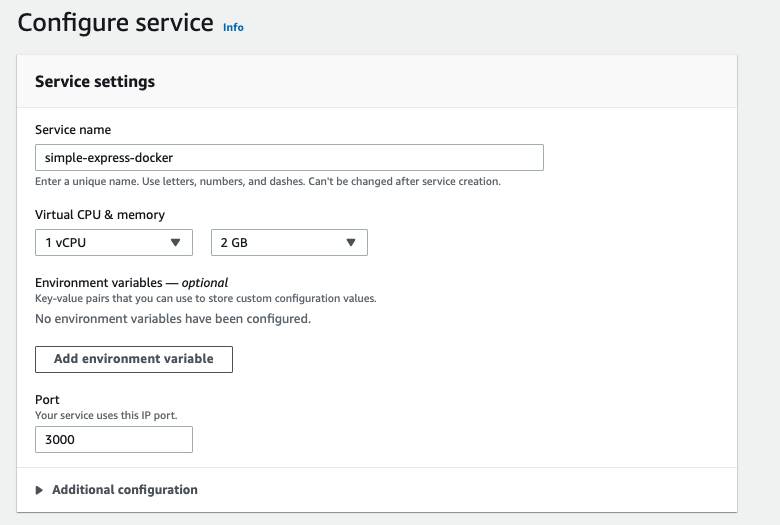 Configure service Info
Service settings
Service name
simple-express-docker
Enter a unique name. Use letters, numbers, and dashes. Can't be changed after service creation.
Virtual CPU & memory
1 vCPU 2 GB
Environment variables — optional
Key-value pairs that you can use to store custom configuration values.
No environment variables have been configured.
Add environment variable
Port
Your service uses this IP port.
3000
Additional configuration